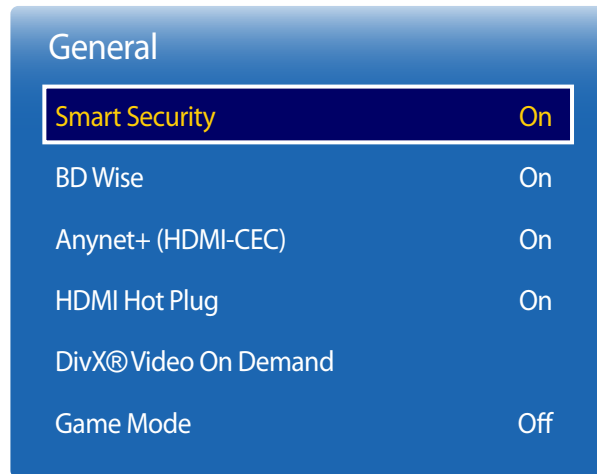 General
Smart Security On
BD Wise On
Anynet+ (HDMI-CEC) On
HDMI Hot Plug On
DivX® Video On Demand
Game Mode Off